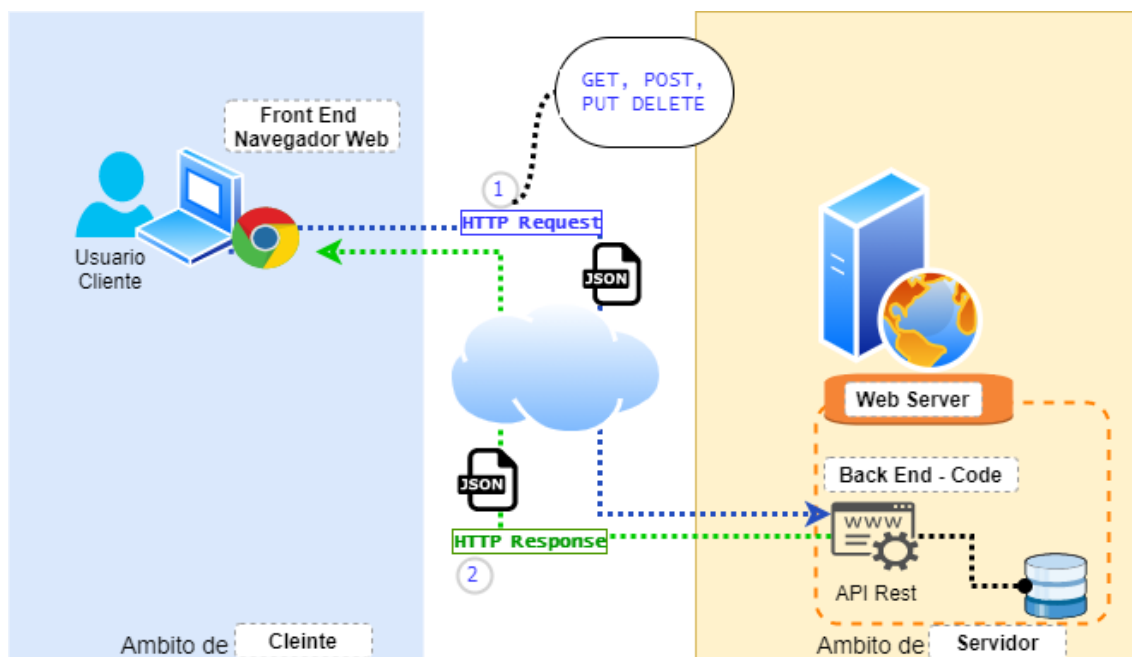 GET, POST,
PUT DELETE
Front End
Navegador Web
1
HTTP Request
Usuario
Cliente
JSON
Web Server
JSON
Back End - Code
WWW
HTTP Response
2
API Rest
Ambito de Cleinte
Ambito de Servidor